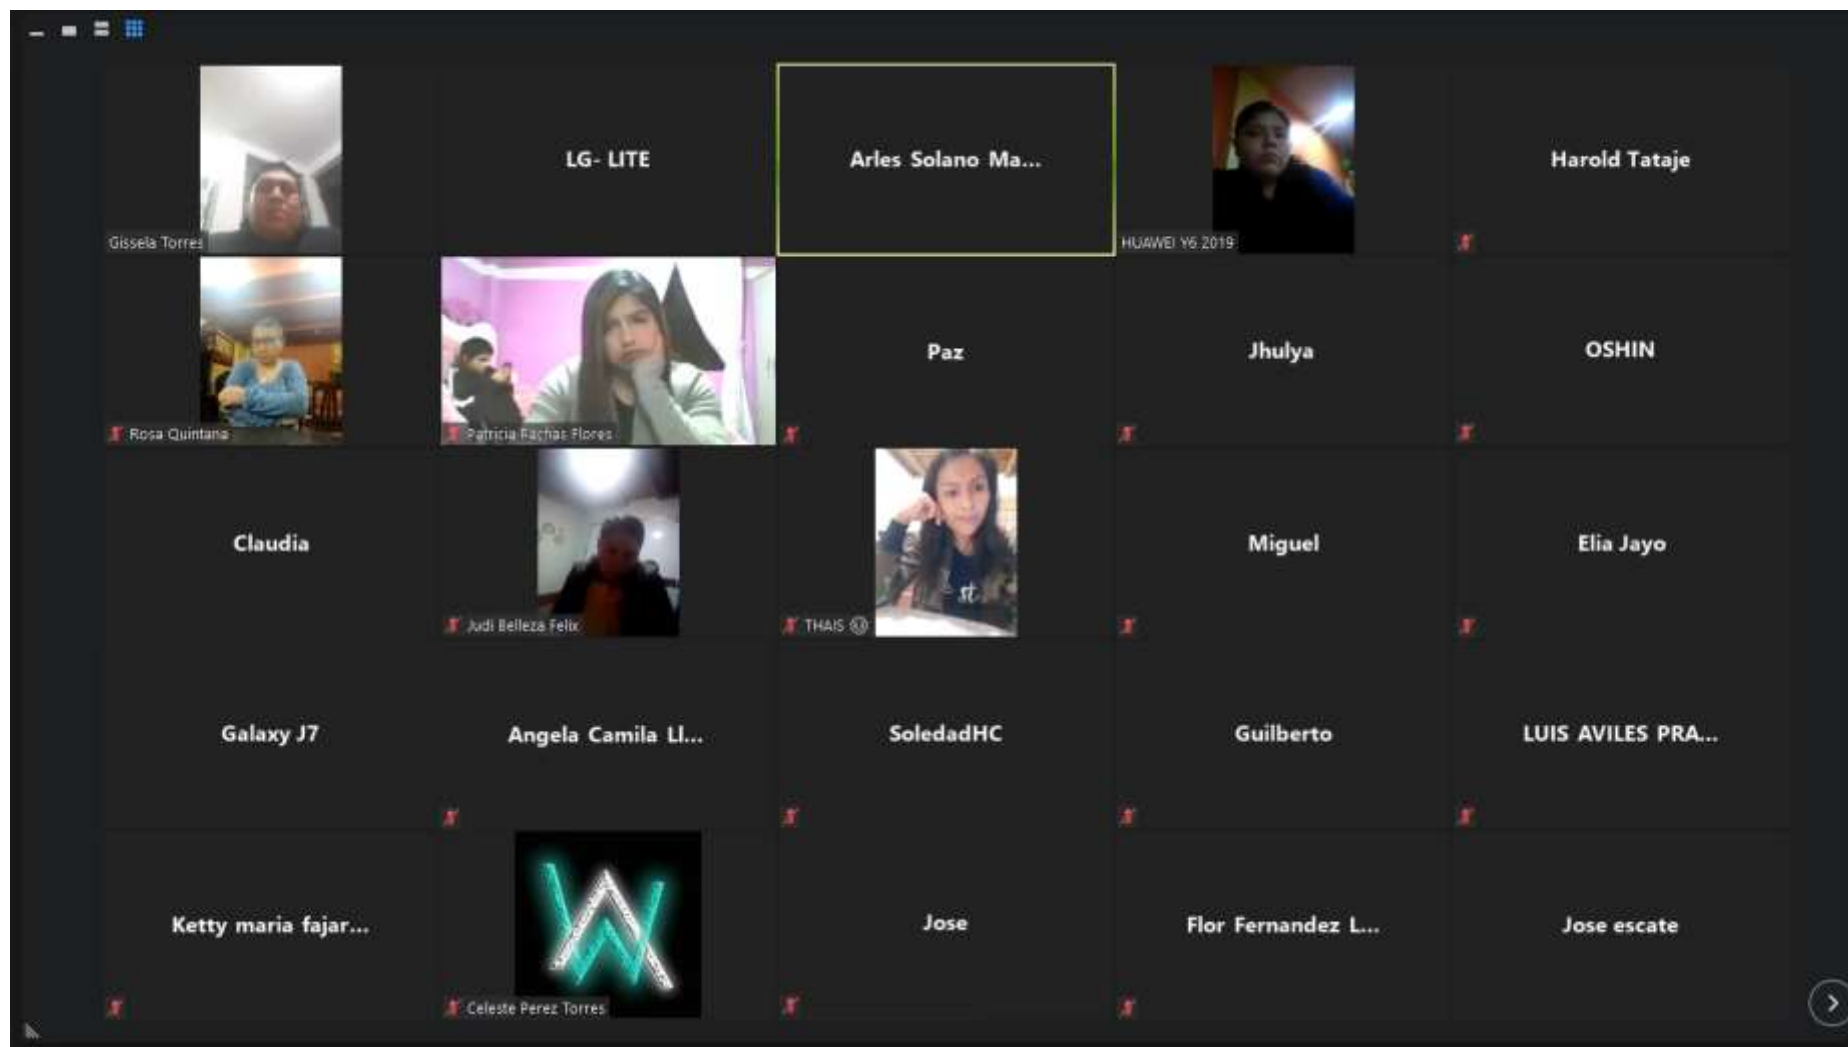 LG- LITE
Arles Solano Ma...
Harold Tataje
Gissela Torres
HUAWEI Y6 2019
Paz
Jhulya
OSHIN
Rosa Quintana
Patricia Pachas Flores
Claudia
Miguel
Elia Jayo
st
Judi Belleza Felix
THAIS
Galaxy J7
Angela Camila Ll...
SoledadHC
Guilberto
LUIS AVILES PRA...
Ketty maria fajar...
Jose
Flor Fernandez L...
Jose escate
Celeste Perez Torres